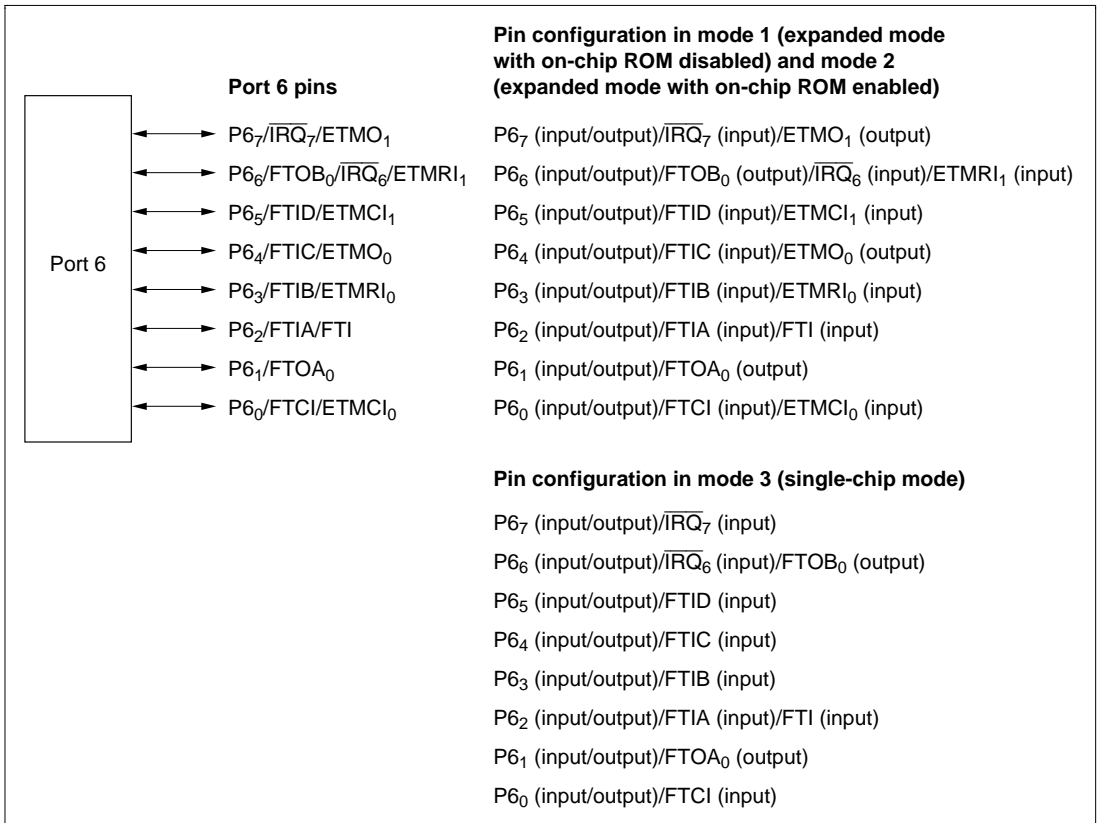 Pin configuration in mode 1 (expanded mode
with on-chip ROM disabled) and mode 2
(expanded mode with on-chip ROM enabled)
Port 6 pins
Port 6
P6₇/I̅R̅Q̅₇/ETMO₁
P6₇ (input/output)/I̅R̅Q̅₇ (input)/ETMO₁ (output)
P6₆/FTOB₀/I̅R̅Q̅₆/ETMRI₁
P6₆ (input/output)/FTOB₀ (output)/I̅R̅Q̅₆ (input)/ETMRI₁ (input)
P6₅/FTID/ETMCI₁
P6₅ (input/output)/FTID (input)/ETMCI₁ (input)
P6₄/FTIC/ETMO₀
P6₄ (input/output)/FTIC (input)/ETMO₀ (output)
P6₃/FTIB/ETMRI₀
P6₃ (input/output)/FTIB (input)/ETMRI₀ (input)
P6₂/FTIA/FTI
P6₂ (input/output)/FTIA (input)/FTI (input)
P6₁/FTOA₀
P6₁ (input/output)/FTOA₀ (output)
P6₀/FTCI/ETMCI₀
P6₀ (input/output)/FTCI (input)/ETMCI₀ (input)
Pin configuration in mode 3 (single-chip mode)
P6₇ (input/output)/I̅R̅Q̅₇ (input)
P6₆ (input/output)/I̅R̅Q̅₆ (input)/FTOB₀ (output)
P6₅ (input/output)/FTID (input)
P6₄ (input/output)/FTIC (input)
P6₃ (input/output)/FTIB (input)
P6₂ (input/output)/FTIA (input)/FTI (input)
P6₁ (input/output)/FTOA₀ (output)
P6₀ (input/output)/FTCI (input)